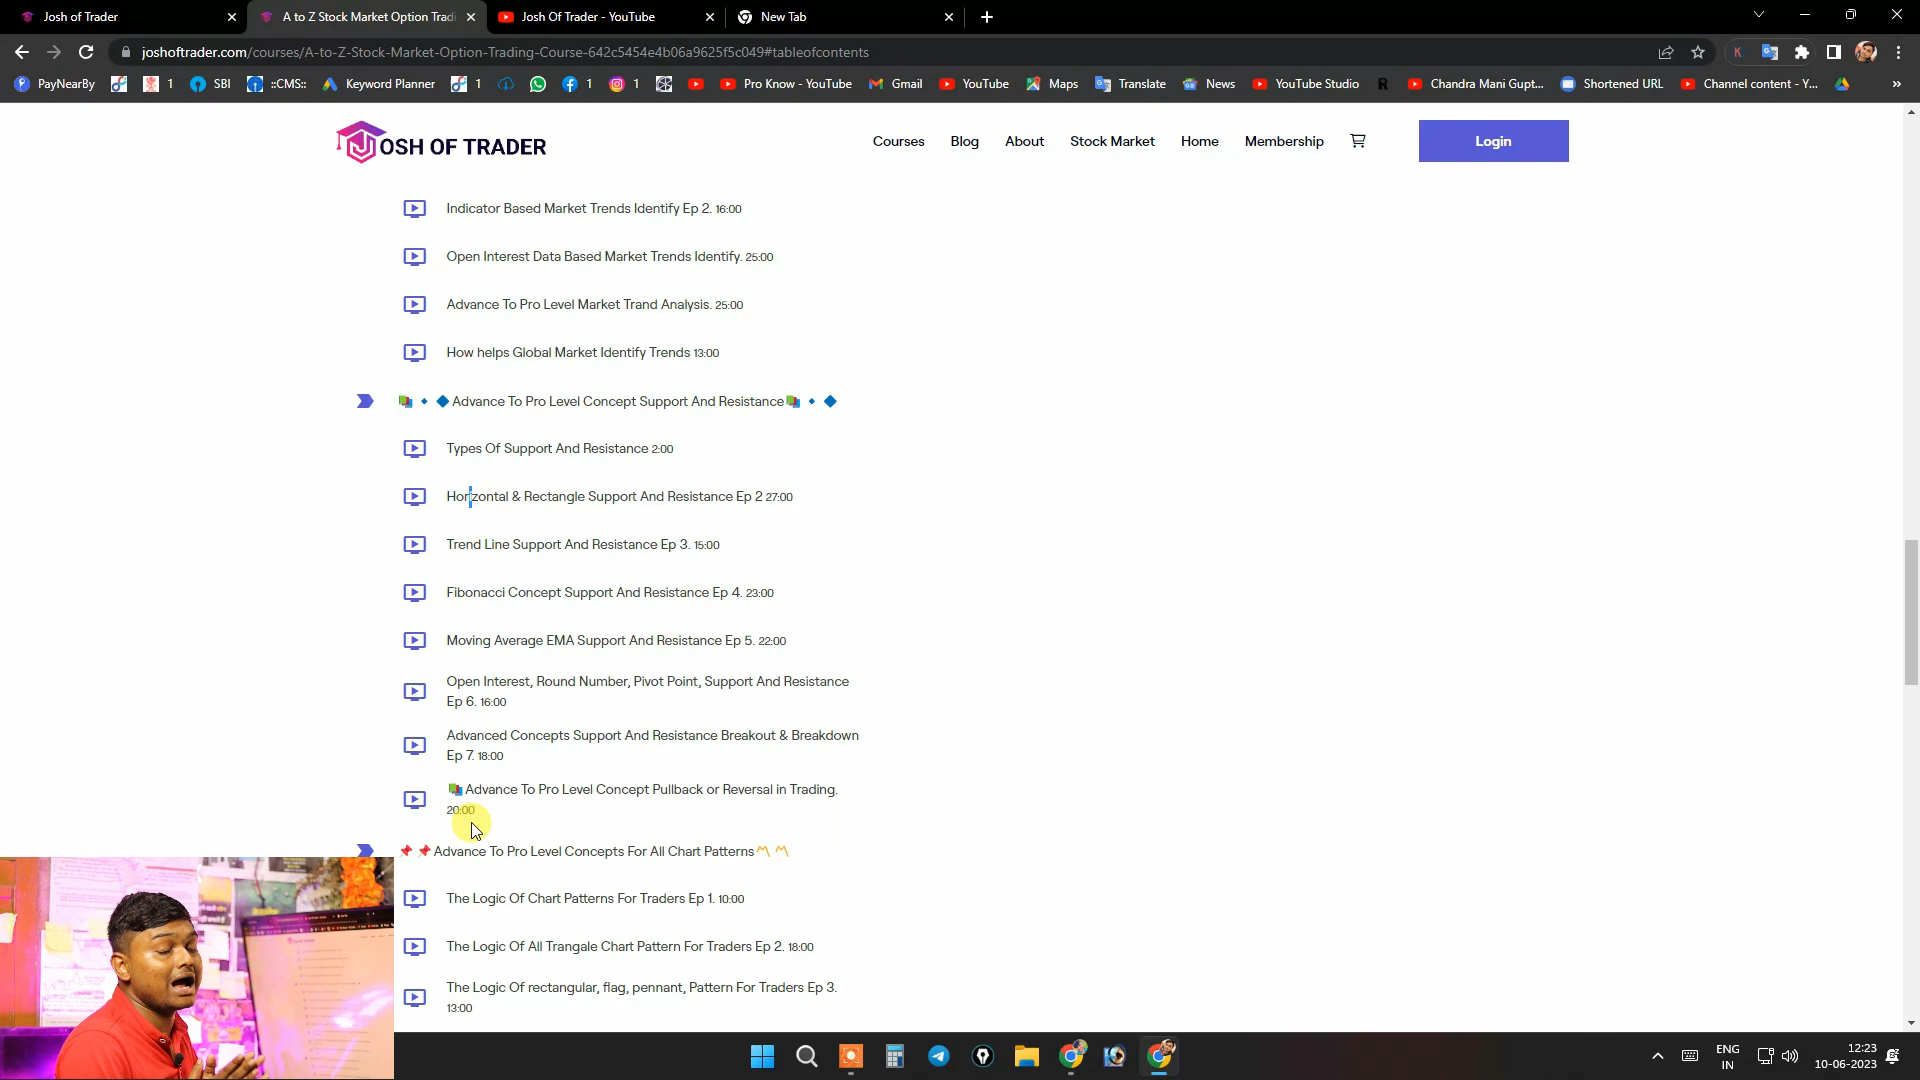 Josh of Trader
A to Z Stock Market Option Tradi
Josh Of Trader - YouTube
New Tab
joshoftrader.com/courses/A-to-Z-Stock-Market-Option-Trading-Course-642c5454e4b06a9625f5c049#tableofcontents
PayNearBy
1
SBI
::CMS::
Keyword Planner
1
1
1
Pro Know - YouTube
Gmail
YouTube
Maps
Translate
News
YouTube Studio
R
Chandra Mani Gupt...
Shortened URL
Channel content - Y...
»
JOSH OF TRADER
Courses
Blog
About
Stock Market
Home
Membership
Login
Indicator Based Market Trends Identify Ep 2. 16:00
Open Interest Data Based Market Trends Identify. 25:00
Advance To Pro Level Market Trand Analysis. 25:00
How helps Global Market Identify Trends 13:00
📚🔹🔷Advance To Pro Level Concept Support And Resistance📚🔹🔷
Types Of Support And Resistance 2:00
Horizontal & Rectangle Support And Resistance Ep 2 27:00
Trend Line Support And Resistance Ep 3. 15:00
Fibonacci Concept Support And Resistance Ep 4. 23:00
Moving Average EMA Support And Resistance Ep 5. 22:00
Open Interest, Round Number, Pivot Point, Support And Resistance
Ep 6. 16:00
Advanced Concepts Support And Resistance Breakout & Breakdown
Ep 7. 18:00
📚Advance To Pro Level Concept Pullback or Reversal in Trading.
20:00
📌📌Advance To Pro Level Concepts For All Chart Patterns〽️〽️
The Logic Of Chart Patterns For Traders Ep 1. 10:00
The Logic Of All Trangale Chart Pattern For Traders Ep 2. 18:00
The Logic Of rectangular, flag, pennant, Pattern For Traders Ep 3.
13:00
ENG
IN
12:23
10-06-2023